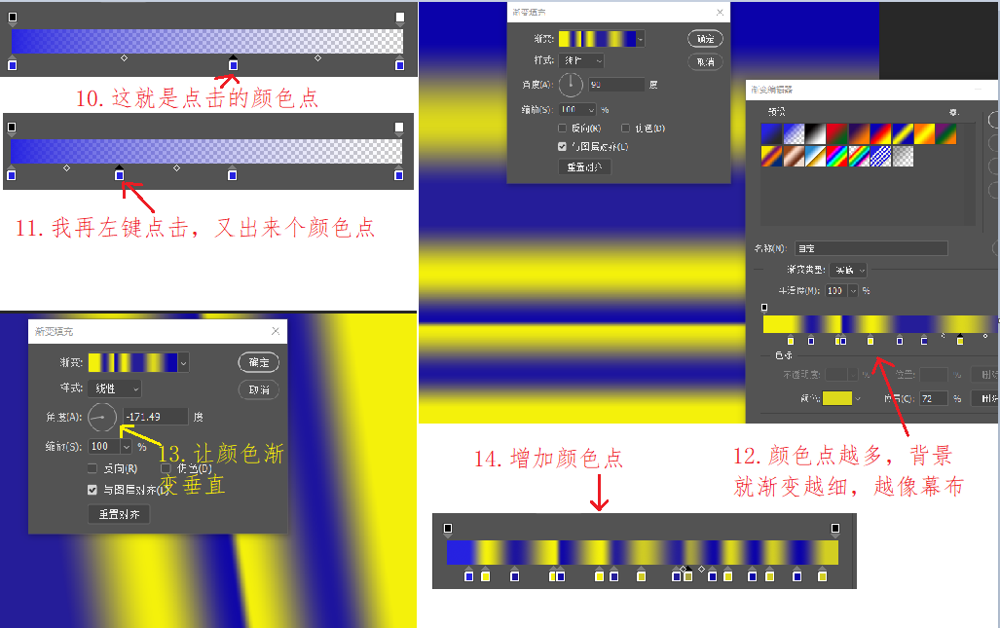 10.这就是点击的颜色点
11.我再左键点击，又出来个颜色点
渐变填充
渐变:
确定
样式:
线性
取消
角度(A):
-171.49
度
缩放(S):
100
%
反向(R)
仿色(D)
与图层对齐(L)
重置对齐
13.让颜色渐
变垂直
渐变填充
渐变:
确定
样式:
线性
取消
角度(A):
90
度
缩放(S):
100
%
反向(R)
仿色(D)
与图层对齐(L)
重置对齐
渐变编辑器
预设
名称(N):
自定
渐变类型:
实底
平滑度(M):
100
%
色标
不透明度:
%
位置:
%
颜色:
位置(C):
72
%
12.颜色点越多，背景
就渐变越细，越像幕布
14.增加颜色点